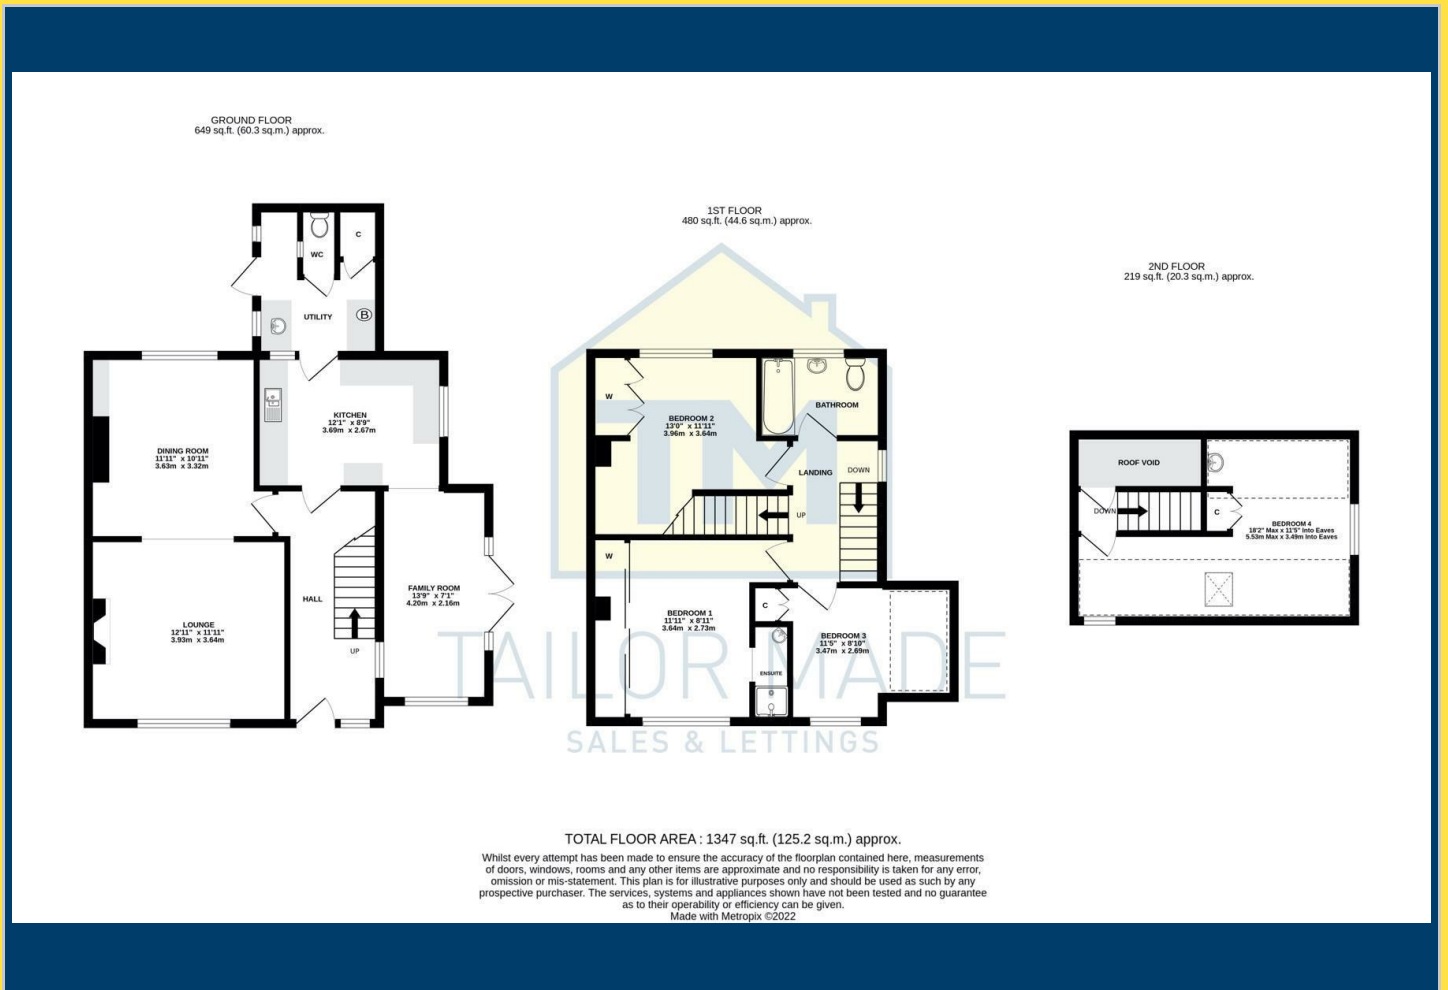 GROUND FLOOR
649 sq.ft. (60.3 sq.m.) approx.
WC
C
UTILITY
B
KITCHEN
12'1" x 8'9"
3.69m x 2.67m
DINING ROOM
11'11" x 10'11"
3.63m x 3.32m
FAMILY ROOM
13'9" x 7'1"
4.20m x 2.16m
HALL
LOUNGE
12'11" x 11'11"
3.93m x 3.64m
UP
1ST FLOOR
480 sq.ft. (44.6 sq.m.) approx.
W
BEDROOM 2
13'0" x 11'11"
3.96m x 3.64m
BATHROOM
LANDING
DOWN
UP
W
BEDROOM 1
11'11" x 8'11"
3.64m x 2.73m
C
BEDROOM 3
11'5" x 8'10"
3.47m x 2.69m
ENSUITE
TM
TAILOR MADE
SALES & LETTINGS
2ND FLOOR
219 sq.ft. (20.3 sq.m.) approx.
ROOF VOID
DOWN
C
BEDROOM 4
18'2" Max x 11'5" Into Eaves
5.53m Max x 3.49m Into Eaves
TOTAL FLOOR AREA : 1347 sq.ft. (125.2 sq.m.) approx.
Whilst every attempt has been made to ensure the accuracy of the floorplan contained here, measurements
of doors, windows, rooms and any other items are approximate and no responsibility is taken for any error,
omission or mis-statement. This plan is for illustrative purposes only and should be used as such by any
prospective purchaser. The services, systems and appliances shown have not been tested and no guarantee
as to their operability or efficiency can be given.
Made with Metropix ©2022